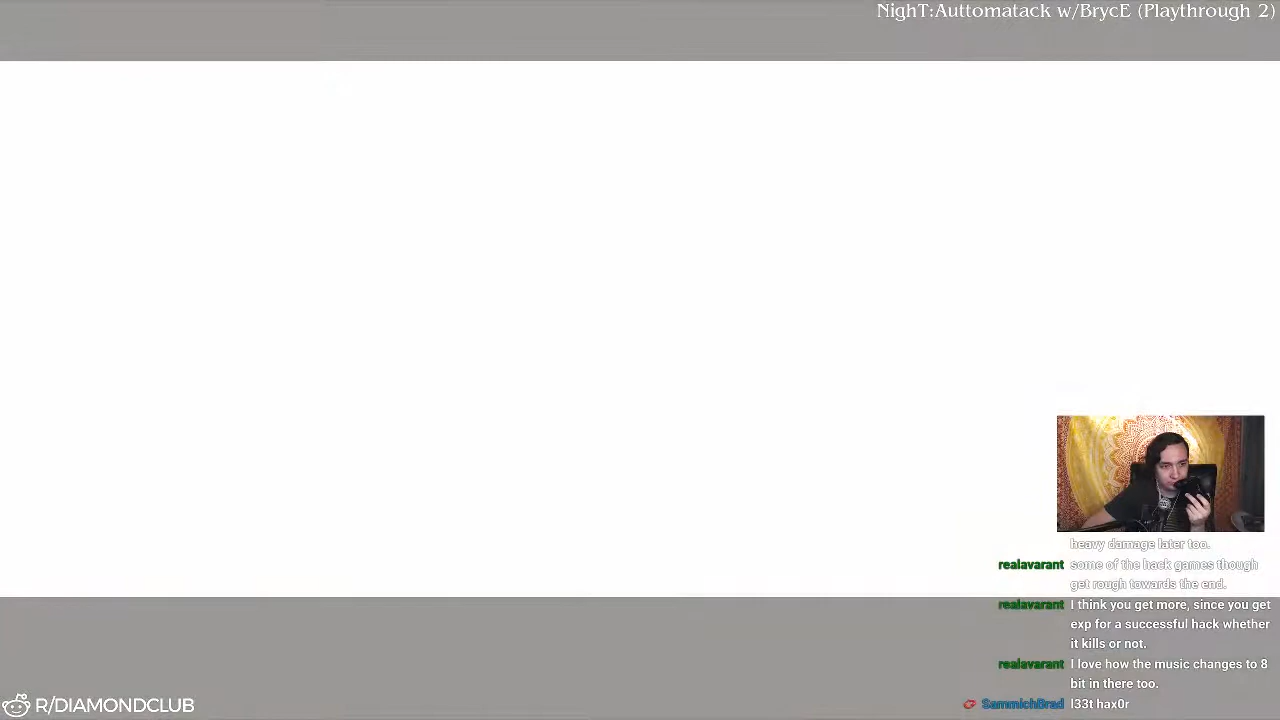 NighT:Auttomatack w/BrycE (Playthrough 2)
heavy damage later too.
realavarant some of the hack games though
get rough towards the end.
realavarant I think you get more, since you get
exp for a successful hack whether
it kills or not.
realavarant I love how the music changes to 8
bit in there too.
SammichBrad l33t hax0r
R/DIAMONDCLUB